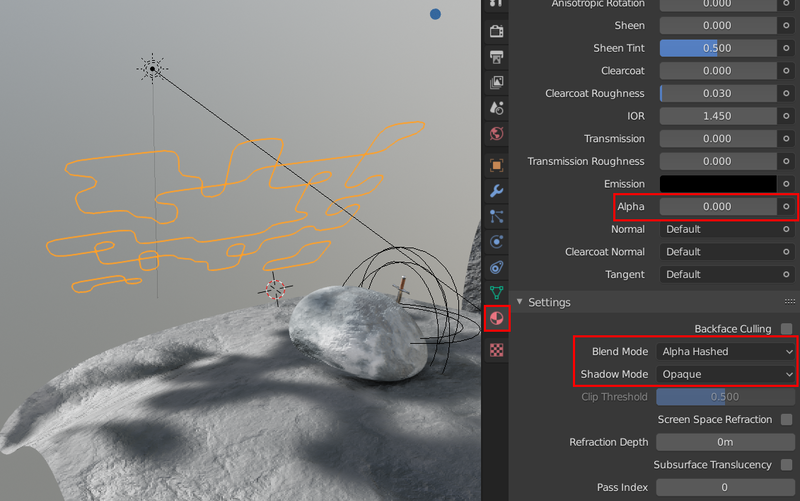 Anisotropic Rotation 0.000
Sheen 0.000
Sheen Tint 0.500
Clearcoat 0.000
Clearcoat Roughness 0.030
IOR 1.450
Transmission 0.000
Transmission Roughness 0.000
Emission
Alpha 0.000
Normal Default
Clearcoat Normal Default
Tangent Default
Settings
Backface Culling
Blend Mode Alpha Hashed
Shadow Mode Opaque
Clip Threshold 0.500
Screen Space Refraction
Refraction Depth 0m
Subsurface Translucency
Pass Index 0